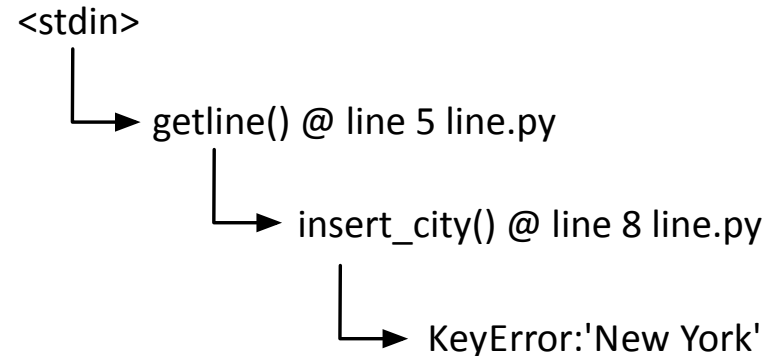 <stdin>
getline() @ line 5 line.py
insert_city() @ line 8 line.py
KeyError:'New York'